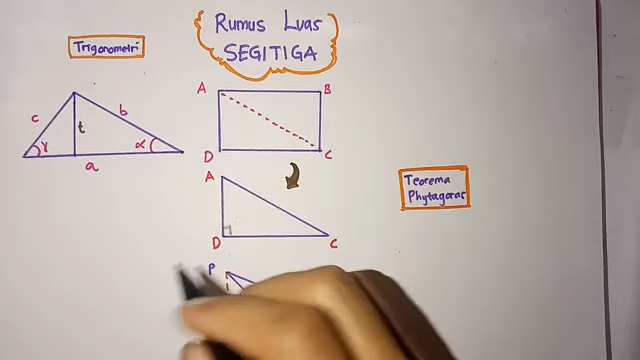 Rumus Luas
SEGITIGA
Trigonometri
c
b
t
γ
α
a
A
B
D
C
A
D
C
P
Teorema
Phytagoras